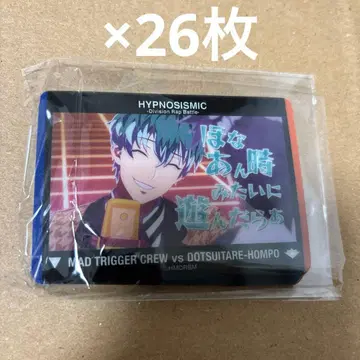 ×26枚
HYPNOSISMIC
-Division Rap Battle-
ほな
あん時
みたいに
遊んだらぁ
MAD TRIGGER CREW vs DOTSUITARE-HOMPO